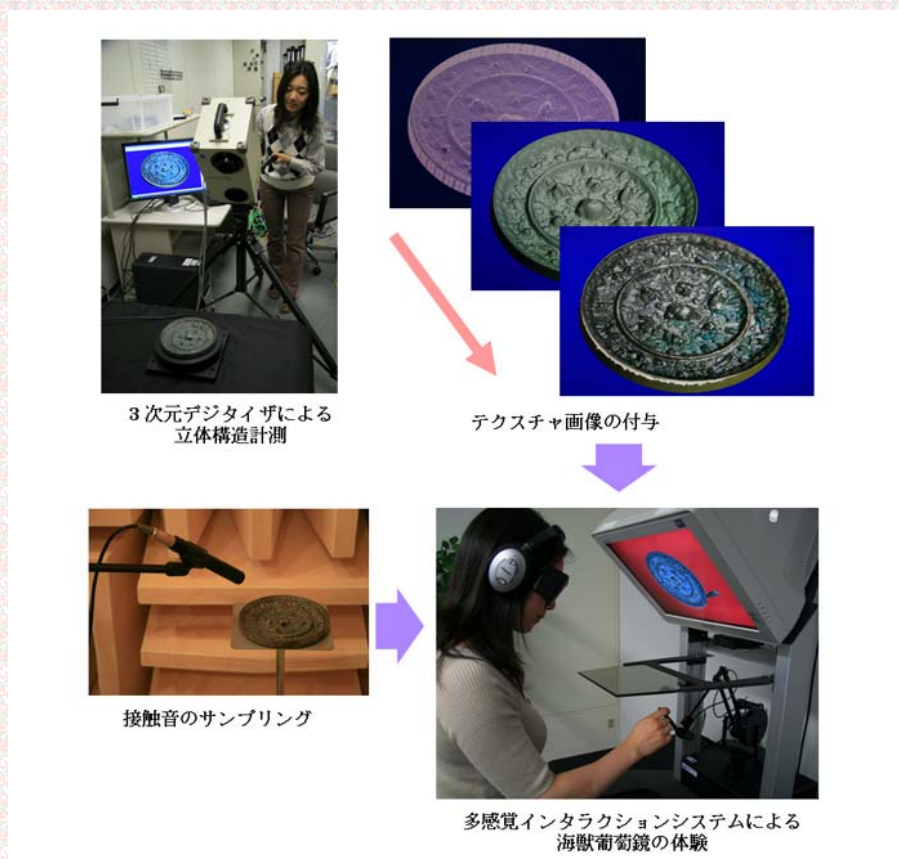 3次元デジタイザによる
立体構造計測
テクスチャ画像の付与
接触音のサンプリング
多感覚インタラクションシステムによる
海獣葡萄鏡の体験